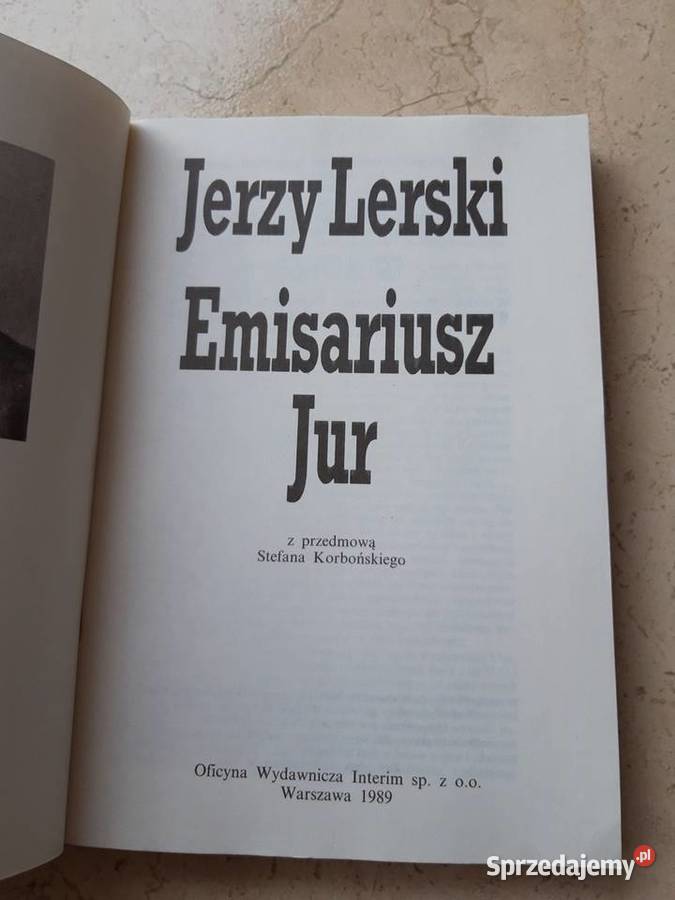 Jerzy Lerski
Emisariusz
Jur
z przedmową
Stefana Korbońskiego
Oficyna Wydawnicza Interim sp. z o.o.
Warszawa 1989
Sprzedajemy.pl